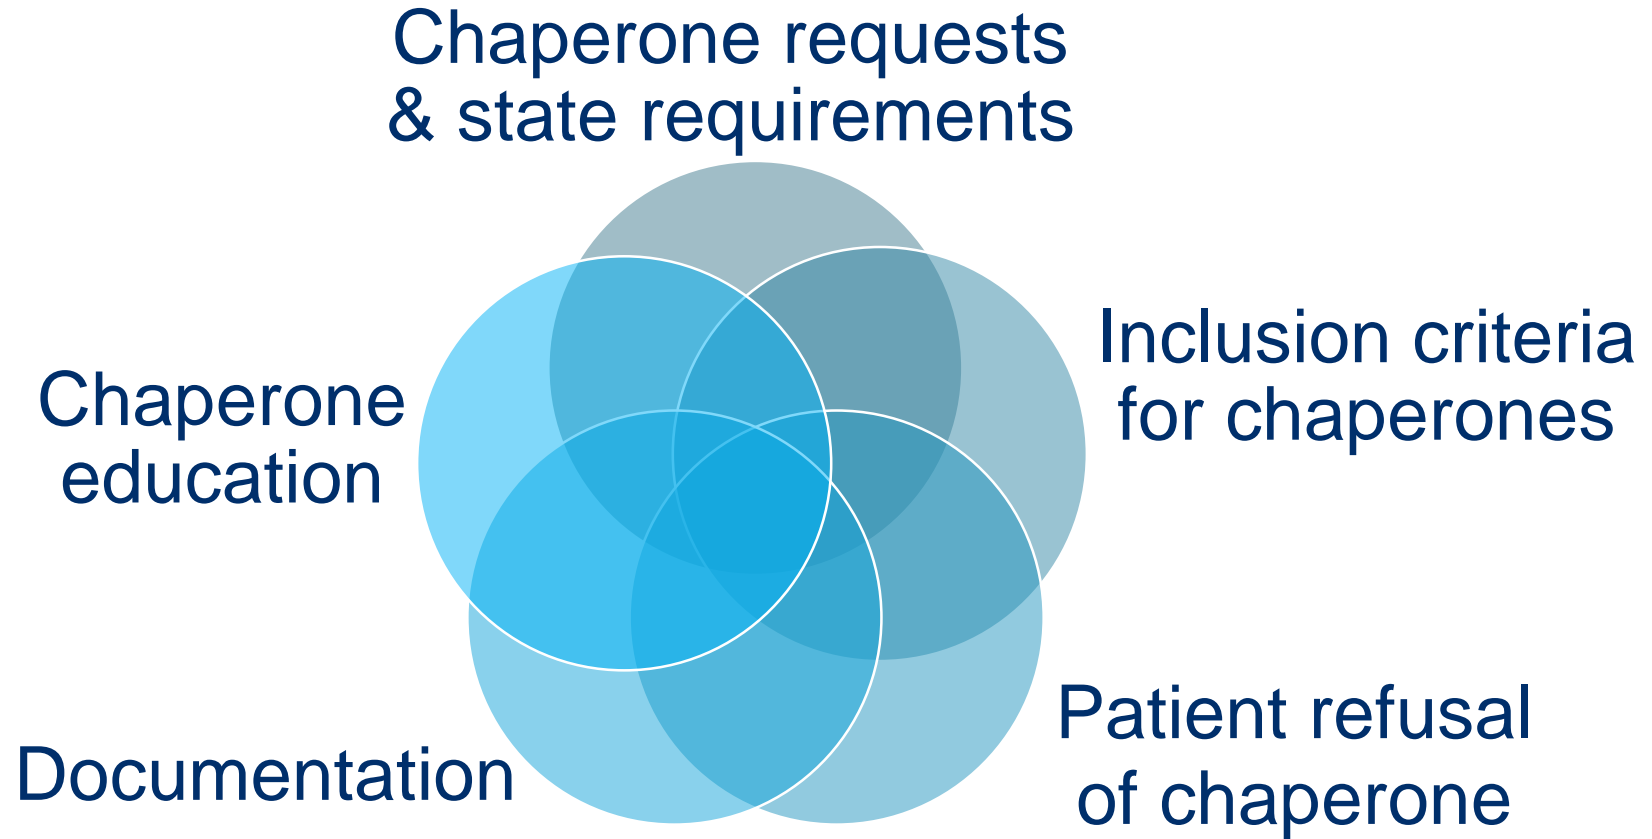 Chaperone requests
& state requirements
Inclusion criteria
for chaperones
Patient refusal
of chaperone
Documentation
Chaperone
education